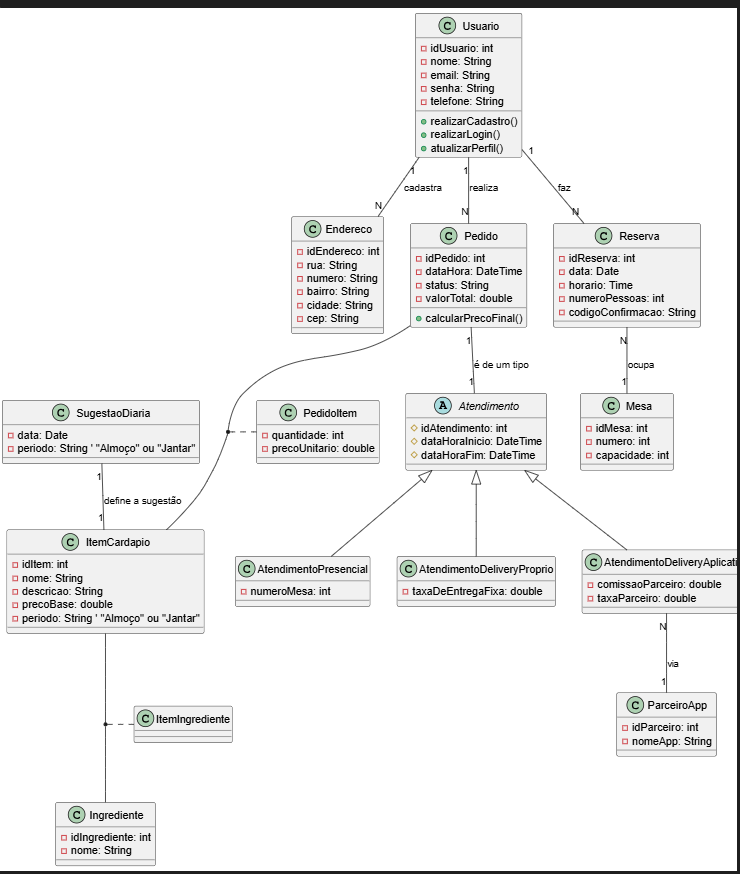 C Usuario
idUsuario: int
nome: String
email: String
senha: String
telefone: String
realizarCadastro()
realizarLogin()
atualizarPerfil()
1
1
1
cadastra
realiza
faz
N
N
N
C Endereco
idEndereco: int
rua: String
numero: String
bairro: String
cidade: String
cep: String
C Pedido
idPedido: int
dataHora: DateTime
status: String
valorTotal: double
calcularPrecoFinal()
C Reserva
idReserva: int
data: Date
horario: Time
numeroPessoas: int
codigoConfirmacao: String
1
é de um tipo
1
N
ocupa
1
C SugestaoDiaria
data: Date
periodo: String ' "Almoço" ou "Jantar"
C PedidoItem
quantidade: int
precoUnitario: double
A Atendimento
idAtendimento: int
dataHoraInicio: DateTime
dataHoraFim: DateTime
C Mesa
idMesa: int
numero: int
capacidade: int
1
define a sugestão
1
C ItemCardapio
idItem: int
nome: String
descricao: String
precoBase: double
periodo: String ' "Almoço" ou "Jantar"
C AtendimentoPresencial
numeroMesa: int
C AtendimentoDeliveryProprio
taxaDeEntregaFixa: double
C AtendimentoDeliveryAplicati
comissaoParceiro: double
taxaParceiro: double
N
via
1
C ItemIngrediente
C ParceiroApp
idParceiro: int
nomeApp: String
C Ingrediente
idIngrediente: int
nome: String